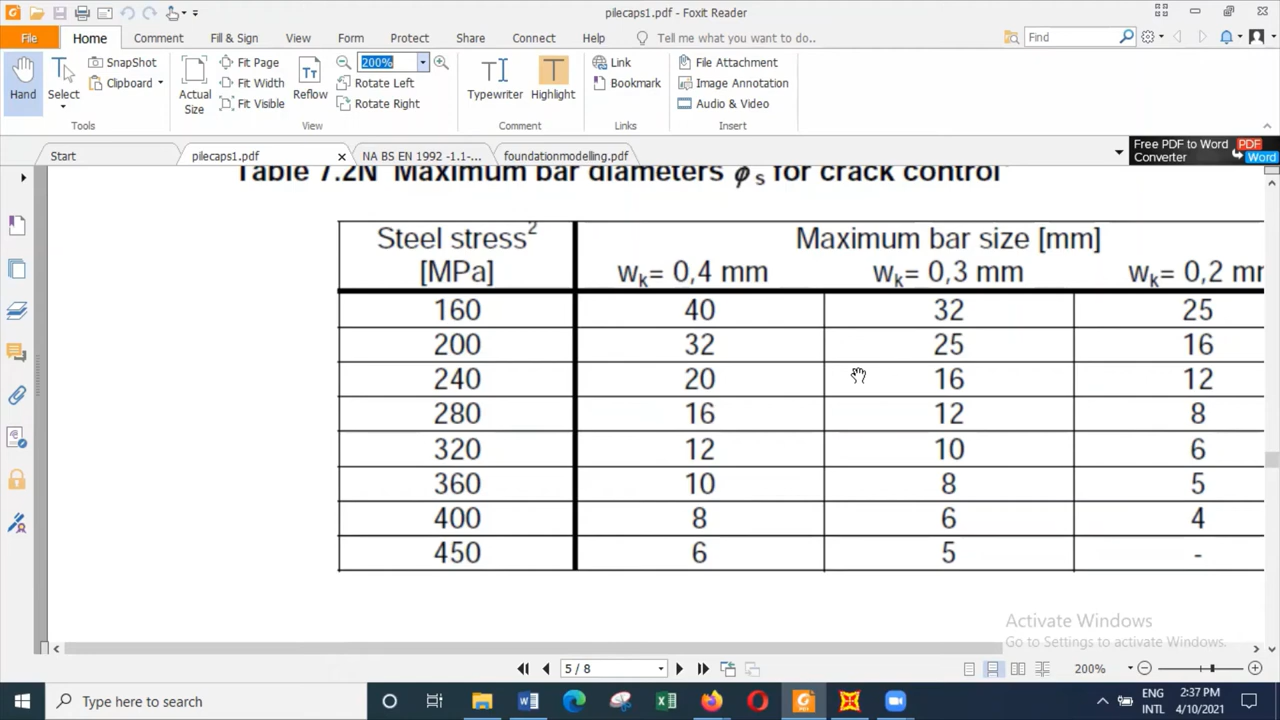 pilecaps1.pdf - Foxit Reader
File Home Comment Fill & Sign View Form Protect Share Connect Help Tell me what you want to do.. Find
Hand
Select
SnapShot
Clipboard
Tools
Actual
Size
Fit Page
Fit Width
Fit Visible
Reflow
200%
Rotate Left
Rotate Right
View
Typewriter
Highlight
Comment
Link
Bookmark
Links
File Attachment
Image Annotation
Audio & Video
Insert
Start pilecaps1.pdf NA BS EN 1992 -1.1-... foundationmodelling.pdf
Free PDF to Word
Converter
PDF
Word
Table 7.2N Maximum bar diameters φs for crack control
Steel stress2 Maximum bar size [mm]
[MPa] wk= 0,4 mm wk= 0,3 mm wk= 0,2 mm
160 40 32 25
200 32 25 16
240 20 16 12
280 16 12 8
320 12 10 6
360 10 8 5
400 8 6 4
450 6 5 -
Activate Windows
Go to Settings to activate Windows.
5 / 8 200%
Type here to search
ENG
INTL
2:37 PM
4/10/2021